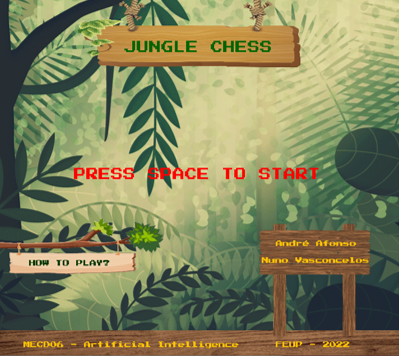 JUNGLE CHESS
PRESS SPACE TO START
André Afonso
Nuno Vasconcelos
HOW TO PLAY?
MECD06 - Artificial Intelligence
FEUP - 2022